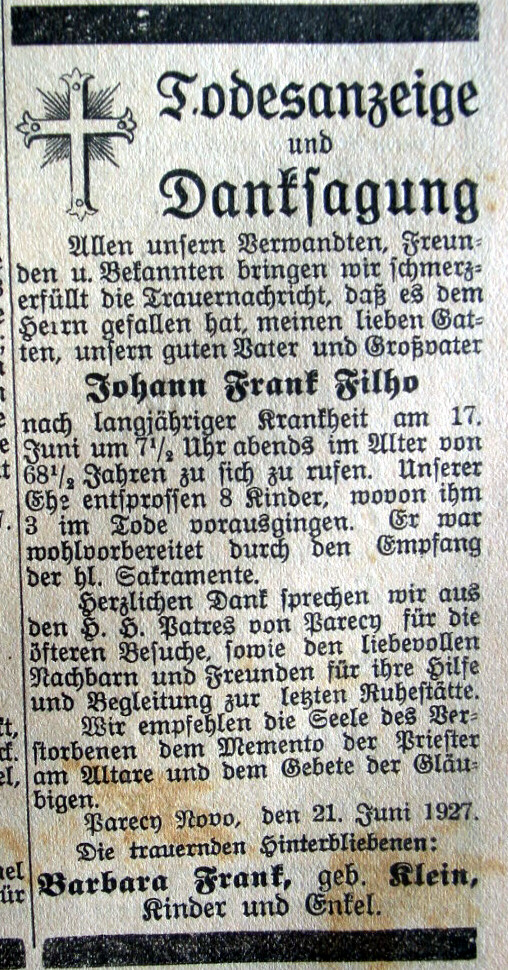 Todesanzeige
und
Danksagung
Allen unsern Verwandten, Freun-
den u. Bekannten bringen wir schmerz-
erfüllt die Trauernachricht, daß es dem
Herrn gefallen hat, meinen lieben Gat-
ten, unsern guten Vater und Großvater
Johann Frank Filho
nach langjähriger Krankheit am 17.
Juni um 7½ Uhr abends im Alter von
68½ Jahren zu sich zu rufen. Unserer
Ehe entsprossen 8 Kinder, wovon ihm
3 im Tode vorausgingen. Er war
wohlvorbereitet durch den Empfang
der hl. Sakramente.
Herzlichen Dank sprechen wir aus
den H. H. Patres von Parecy für die
öfteren Besuche, sowie den liebevollen
Nachbarn und Freunden für ihre Hilfe
und Begleitung zur letzten Ruhestätte.
Wir empfehlen die Seele des Ver-
storbenen dem Memento der Priester
am Altare und dem Gebete der Gläu-
bigen.
Parecy Novo, den 21. Juni 1927.
Die trauernden Hinterbliebenen:
Barbara Frank, geb. Klein,
Kinder und Enkel.